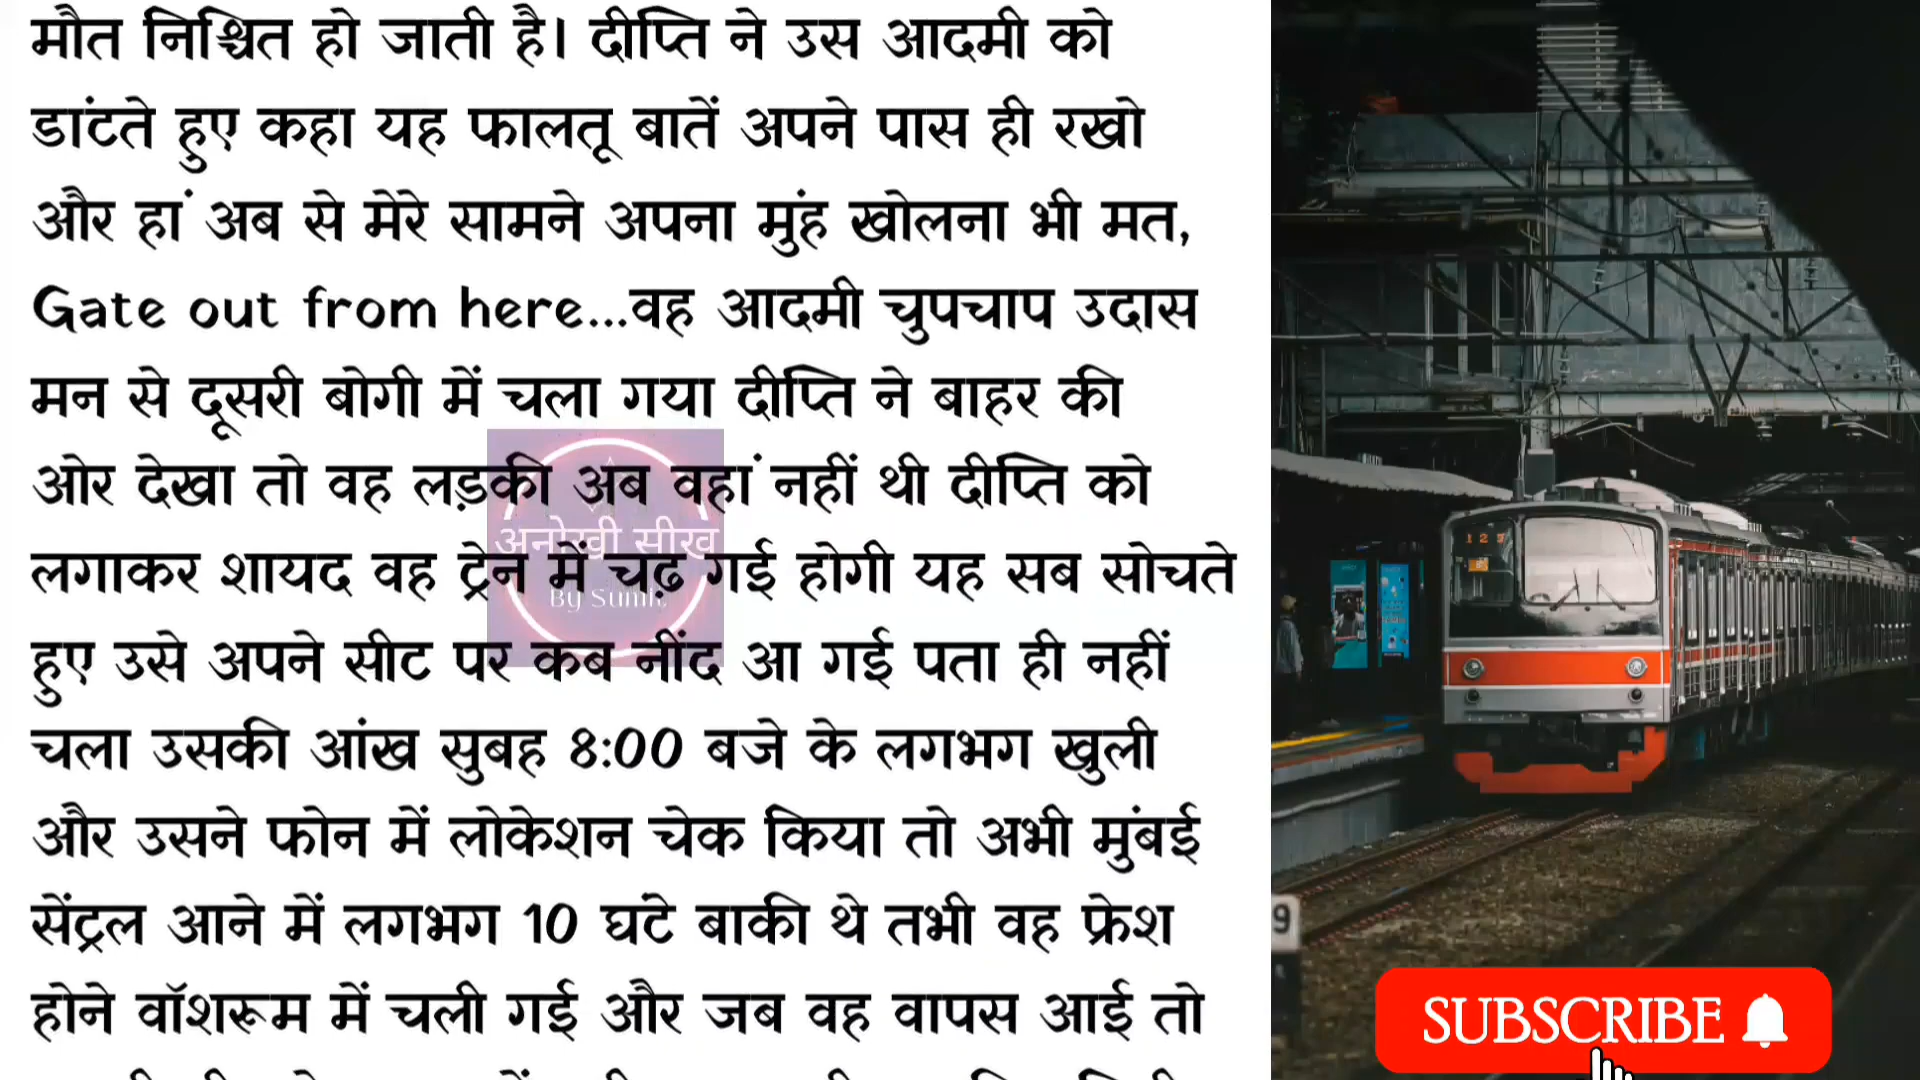 मौत निश्चित हो जाती है। दीप्ति ने उस आदमी को
डांटते हुए कहा यह फालतू बातें अपने पास ही रखो
और हां अब से मेरे सामने अपना मुंह खोलना भी मत,
Gate out from here...वह आदमी चुपचाप उदास
मन से दूसरी बोगी में चला गया दीप्ति ने बाहर की
ओर देखा तो वह लड़की अब वहां नहीं थी दीप्ति को
लगाकर शायद वह ट्रेन में चढ़ गई होगी यह सब सोचते
हुए उसे अपने सीट पर कब नींद आ गई पता ही नहीं
चला उसकी आंख सुबह 8:00 बजे के लगभग खुली
और उसने फोन में लोकेशन चेक किया तो अभी मुंबई
सेंट्रल आने में लगभग 10 घंटे बाकी थे तभी वह फ्रेश
होने वॉशरूम में चली गई और जब वह वापस आई तो
अनोखी सीख
By
9
SUBSCRIBE